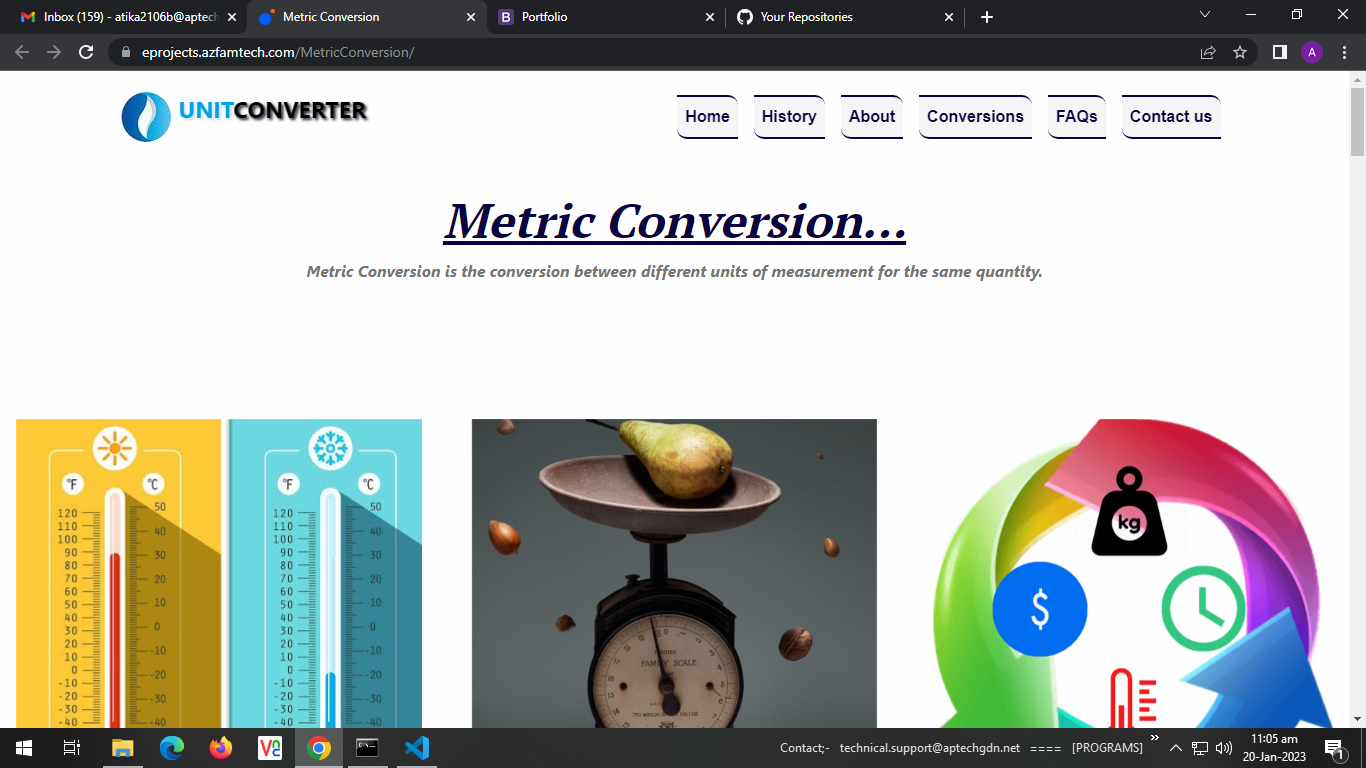 Inbox (159) - atika2106b@aptech
Metric Conversion
Portfolio
Your Repositories
eprojects.azfamtech.com/MetricConversion/
A
UNITCONVERTER
Home
History
About
Conversions
FAQs
Contact us
Metric Conversion...
Metric Conversion is the conversion between different units of measurement for the same quantity.
°F °C
50
120
110
40
100
90
30
80
70
20
60
50
10
40
30
0
20
10
-10
0
-10
-20
-20
-30
-30
-40
-40
°F °C
50
120
110
40
100
90
30
80
70
20
60
50
10
40
30
0
20
10
-10
0
-10
-20
-20
-30
-30
-40
-40
FAMILY SCALE
kg
$
Contact;- technical.support@aptechgdn.net ==== [PROGRAMS]
11:05 am
20-Jan-2023
1